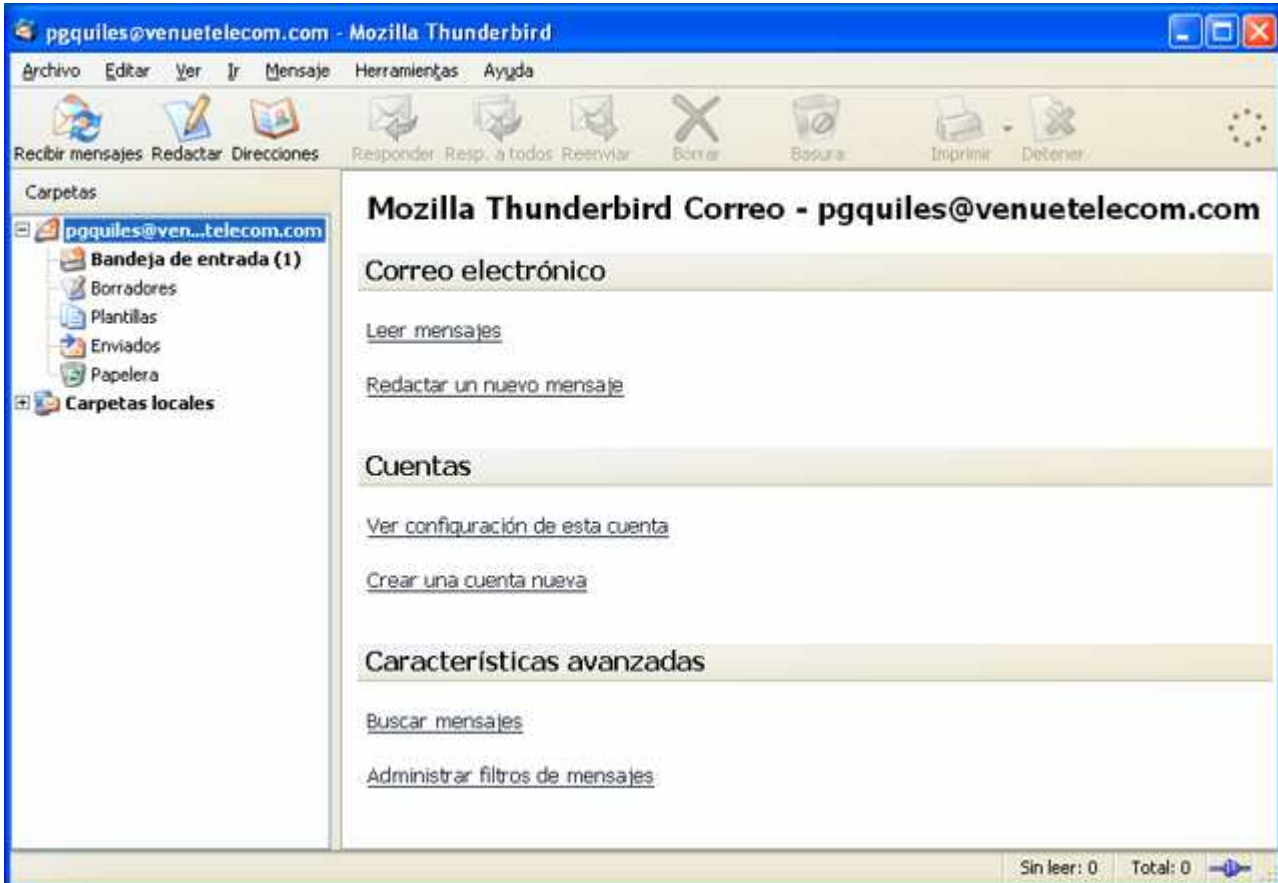 pgquiles@venuetelecom.com - Mozilla Thunderbird
Archivo Editar Ver Ir Mensaje Herramientas Ayuda
Recibir mensajes Redactar Direcciones Responder Resp. a todos Reenviar Borrar Basura Imprimir Detener
Carpetas
pgquiles@ven...telecom.com
Bandeja de entrada (1)
Borradores
Plantillas
Enviados
Papelera
Carpetas locales
Mozilla Thunderbird Correo - pgquiles@venuetelecom.com
Correo electrónico
Leer mensajes
Redactar un nuevo mensaje
Cuentas
Ver configuración de esta cuenta
Crear una cuenta nueva
Características avanzadas
Buscar mensajes
Administrar filtros de mensajes
Sin leer: 0 Total: 0